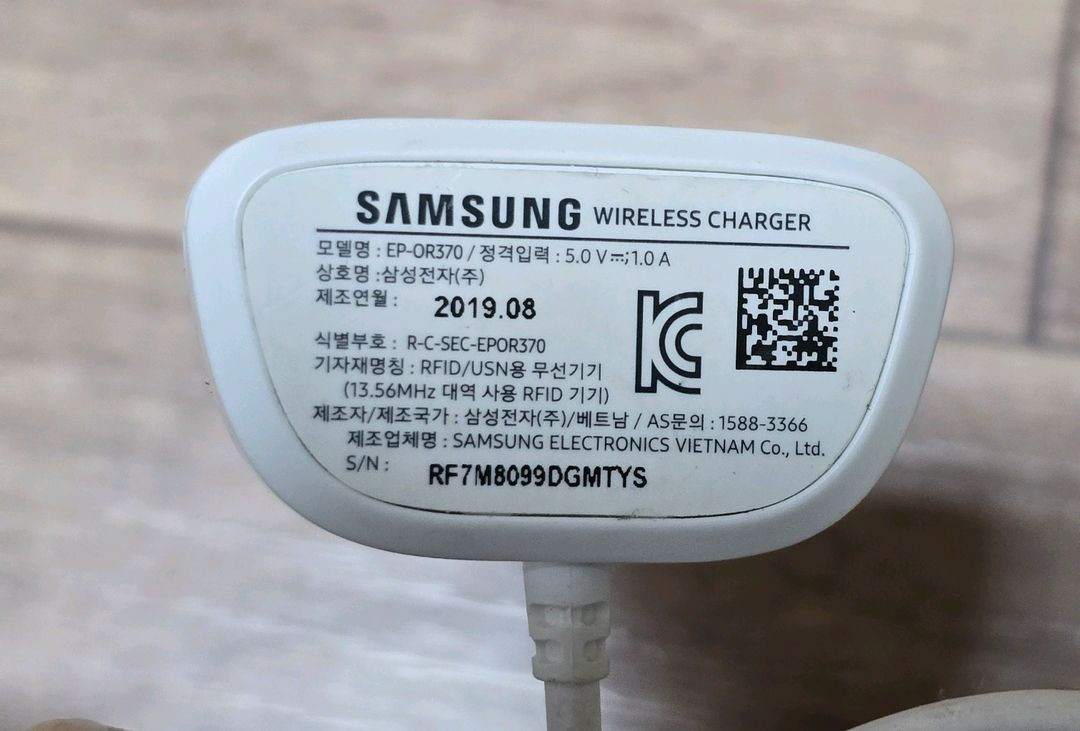 SAMSUNG WIRELESS CHARGER
모델명 : EP-OR370 / 정격입력 : 5.0 V⎓;1.0 A
상호명 :삼성전자(주)
제조연월 : 2019.08
식별부호 : R-C-SEC-EPOR370
기자재명칭 : RFID/USN용 무선기기
(13.56MHz 대역 사용 RFID 기기)
제조자/제조국가 : 삼성전자(주)/베트남 / AS문의 : 1588-3366
제조업체명 : SAMSUNG ELECTRONICS VIETNAM Co., Ltd.
S/N : RF7M8099DGMTYS
KC